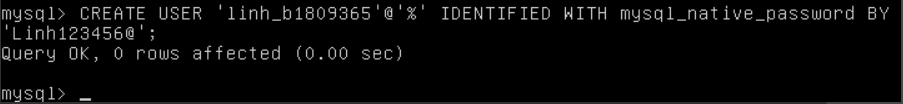 mysql> CREATE USER 'linh_b1809365'@'%' IDENTIFIED WITH mysql_native_password BY
'Linh123456@';
Query OK, 0 rows affected (0.00 sec)
mysql> _